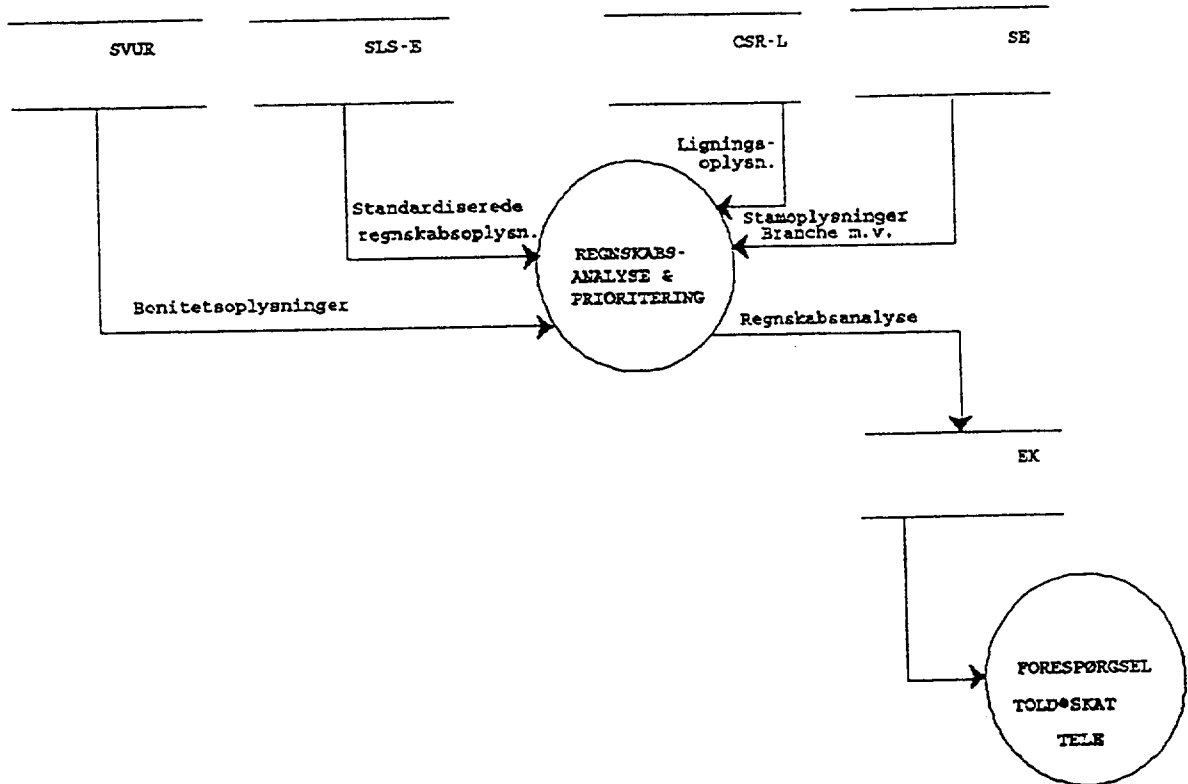 SVUR
SLS-E
CSR-L
SE
Lignings-
oplysn.
Standardiserede
regnskabsoplysn.
Stamoplysninger
Branche m.v.
REGNSKABS-
ANALYSE &
PRIORITERING
Bonitetsoplysninger
Regnskabsanalyse
EK
FORESPØRGSEL
TOLD●SKAT
TELE